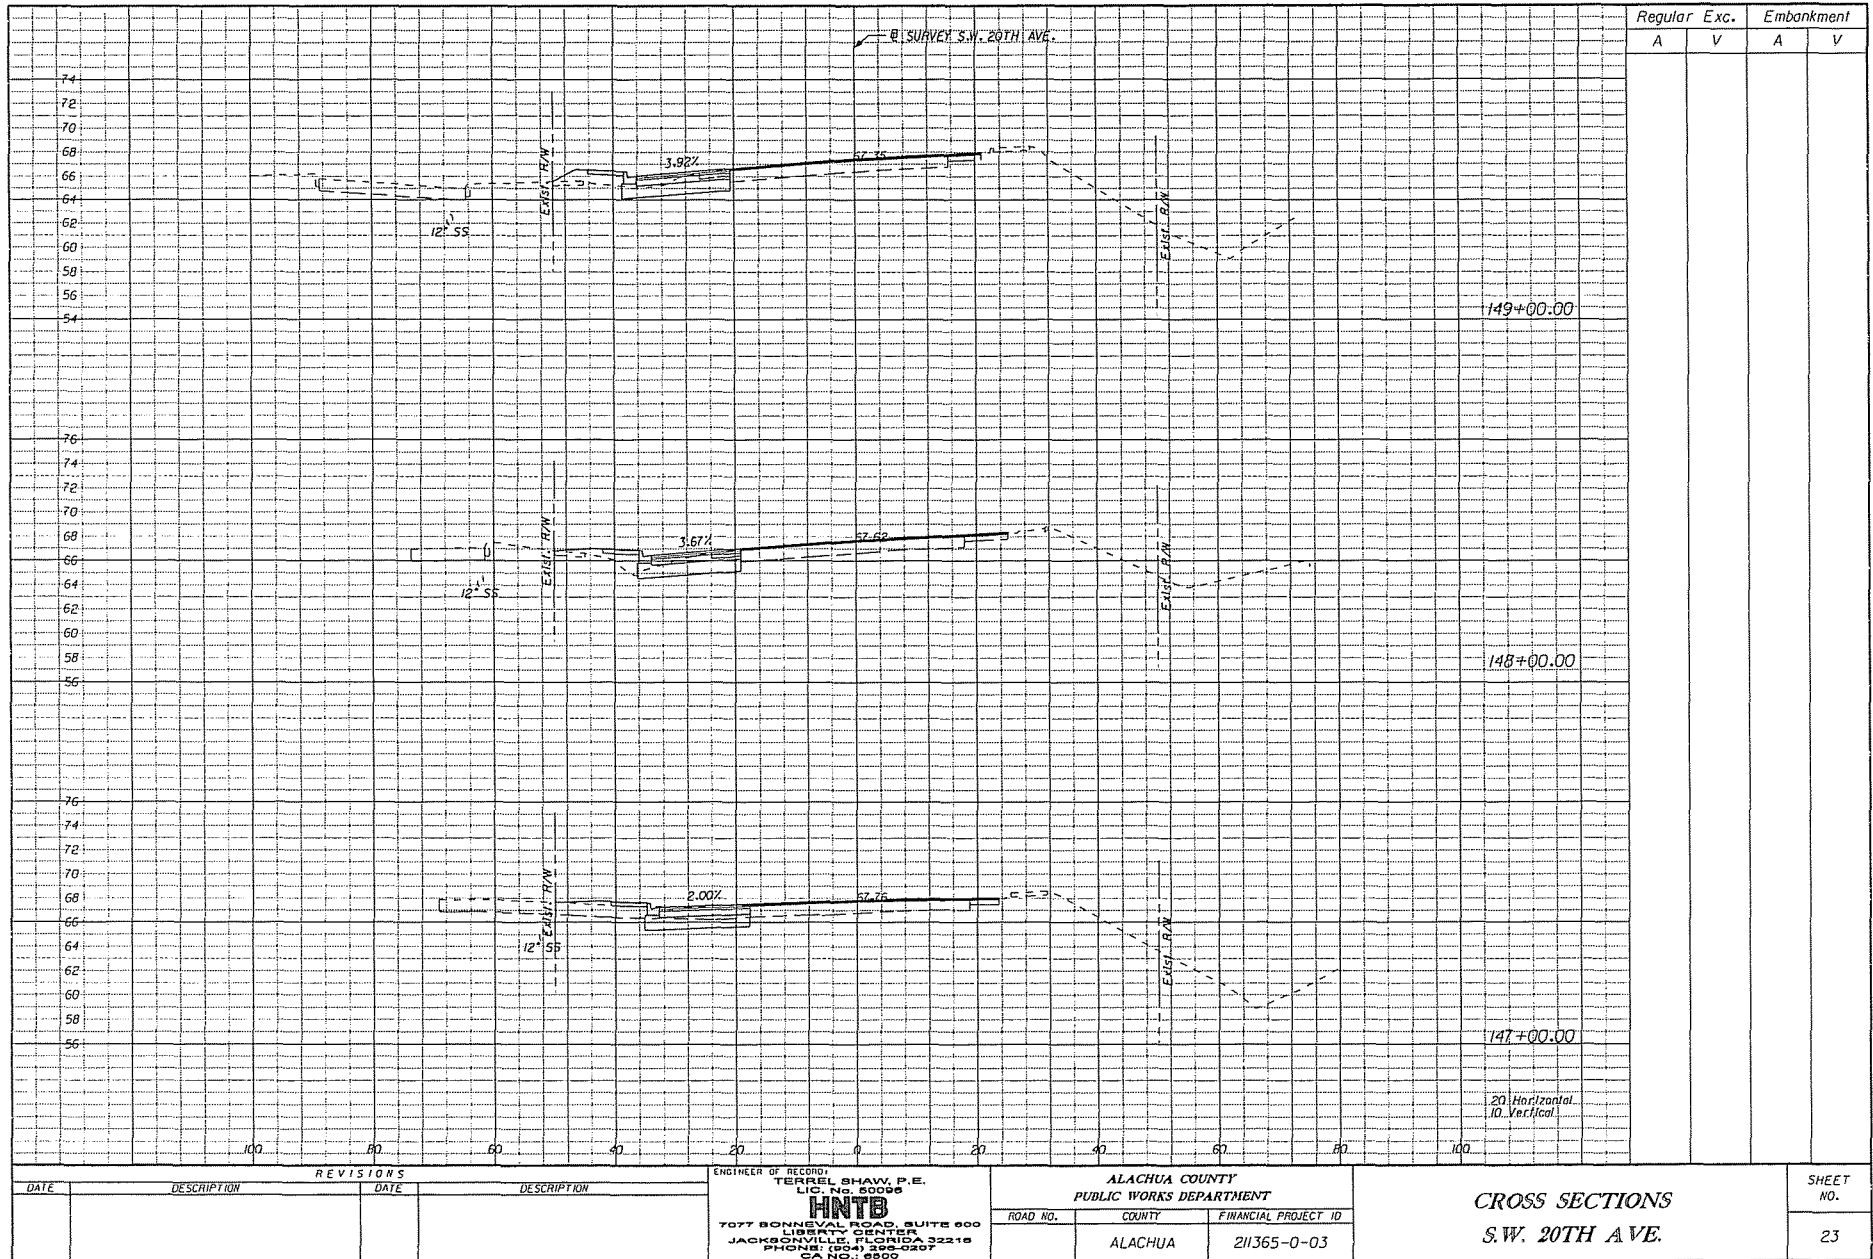 Regular Exc. Embankment
A V A V
⅊ SURVEY S.W. 20TH AVE.
74
72
70
68
66
64
62
60
58
56
54
Exist. R/W
3.92%
67.35
Exist. R/W
12" SS
149+00.00
76
74
72
70
68
66
64
62
60
58
56
Exist. R/W
3.67%
67.62
Exist. R/W
12" SS
148+00.00
76
74
72
70
68
66
64
62
60
58
56
Exist. R/W
2.00%
67.76
Exist. R/W
12" SS
147+00.00
20 Horizontal
10 Vertical
100 80 60 40 20 0 20 40 60 80 100
REVISIONS
DATE DESCRIPTION DATE DESCRIPTION
ENGINEER OF RECORD:
TERREL SHAW, P.E.
LIC. No. 50096
HNTB
7077 BONNEVAL ROAD, SUITE 600
LIBERTY CENTER
JACKSONVILLE, FLORIDA 32216
PHONE: (904) 296-0207
CA NO.: 6500
ALACHUA COUNTY
PUBLIC WORKS DEPARTMENT
ROAD NO. COUNTY FINANCIAL PROJECT ID
ALACHUA 211365-0-03
CROSS SECTIONS
S.W. 20TH AVE.
SHEET
NO.
23